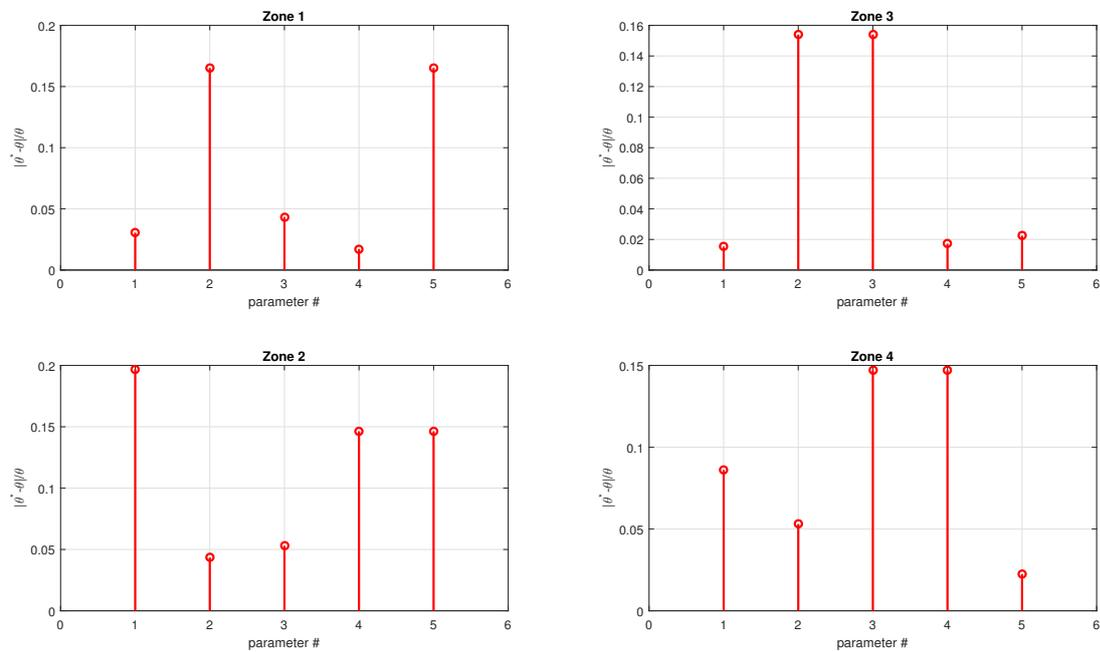 Zone 1
0.2
0.15
0.1
0.05
0
|θ*-θ|/θ
0 1 2 3 4 5 6
parameter #
Zone 3
0.16
0.14
0.12
0.1
0.08
0.06
0.04
0.02
0
|θ*-θ|/θ
0 1 2 3 4 5 6
parameter #
Zone 2
0.2
0.15
0.1
0.05
0
|θ*-θ|/θ
0 1 2 3 4 5 6
parameter #
Zone 4
0.15
0.1
0.05
0
|θ*-θ|/θ
0 1 2 3 4 5 6
parameter #